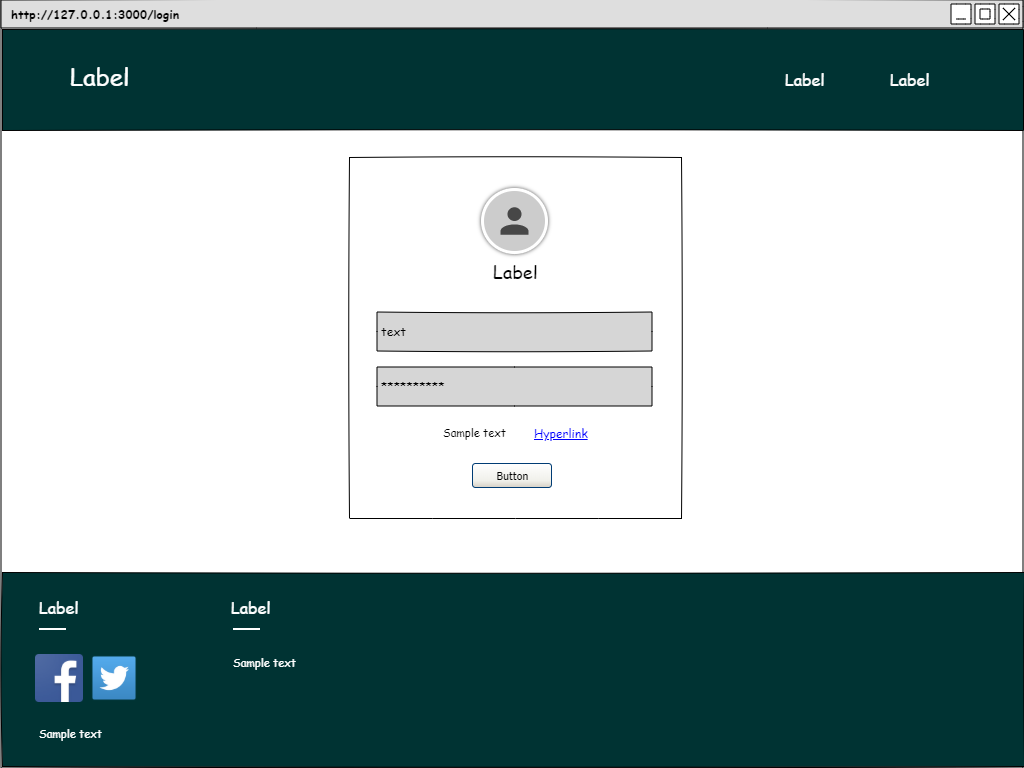 http://127.0.0.1:3000/login
Label
Label
Label
Label
text
**********
Sample text
Hyperlink
Button
Label
Label
Sample text
Sample text